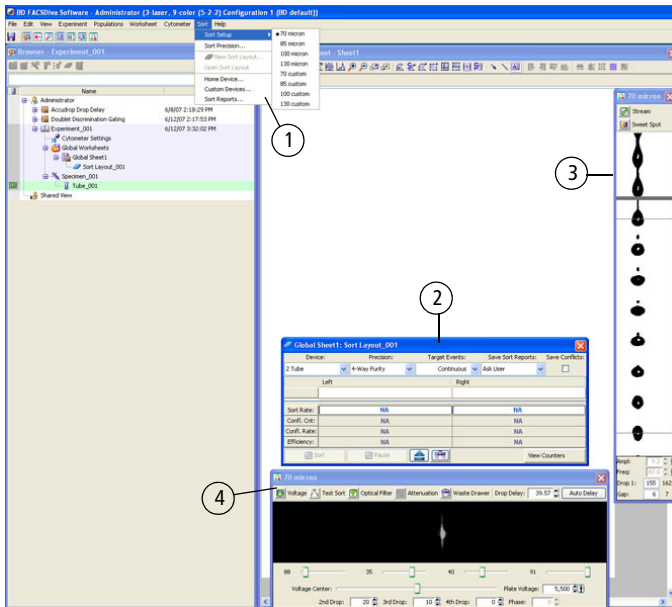 BD FACSDiva Software - Administrator (3-laser, 9-color (5-2-2) Configuration 1 (BD default))
File Edit View Experiment Populations Worksheet Cytometer Sort Help
Sort Setup
Sort Precision...
New Sort Layout...
Open Sort Layout
Home Device...
Custom Devices...
Sort Reports...
70 micron
85 micron
100 micron
130 micron
70 custom
85 custom
100 custom
130 custom
Browser - Experiment_001
Sheet - Sheet1
Name
Administrator
Accudrop Drop Delay 6/8/07 2:18:29 PM
Doublet Discrimination Gating 6/12/07 2:17:53 PM
Experiment_001 6/12/07 3:32:02 PM
Cytometer Settings
Global Worksheets
Global Sheet1
Sort Layout_001
Specimen_001
Tube_001
Shared View
1
2
3
4
70 micron
Stream
Sweet Spot
Ampl:
Freq:
Drop 1: 155 162
Gap: 6 7
Global Sheet1: Sort Layout_001
Device: Precision: Target Events: Save Sort Reports: Save Conflicts:
2 Tube 4-Way Purity Continuous Ask User
Left Right
Sort Rate: NA NA
Confl. Cnt: NA NA
Confl. Rate: NA NA
Efficiency: NA NA
Sort Pause View Counters
70 micron
Voltage Test Sort Optical Filter Attenuation Waste Drawer Drop Delay: 39.57 Auto Delay
88 35 40 91
Voltage Center: Plate Voltage: 5,500
2nd Drop: 20 3rd Drop: 10 4th Drop: 0 Phase: 0